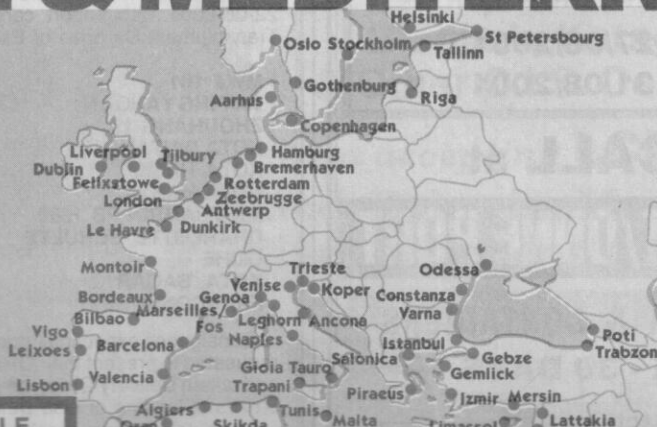 & MEDITERR
Helsinki
Oslo Stockholm
St Petersbourg
Tallinn
Gothenburg
Aarhus
Riga
Copenhagen
Liverpool
Tilbury
Hamburg
Dublin
Bremerhaven
Felixstowe
Rotterdam
London
Zeebrugge
Antwerp
Le Havre
Dunkirk
Montoir
Trieste
Odessa
Venise
Koper
Bordeaux
Genoa
Constanza
Bilbao
Marseilles/
Fos
Leghorn
Ancona
Varna
Vigo
Naples
Istanbul
Poti
Leixoes
Barcelona
Salonica
Gebze
Trabzon
Gioia Tauro
Gemlick
Lisbon
Valencia
Trapani
Piraeus
Izmir
Mersin
Algiers
Tunis
Malta
Lattakia
Oran
Skikda
Limassol